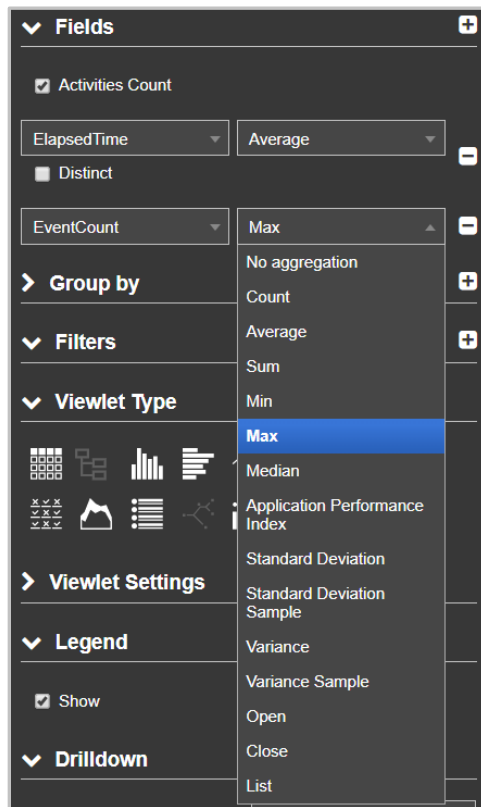 Fields
Activities Count
ElapsedTime
Average
Distinct
EventCount
Max
No aggregation
Group by
Count
Average
Filters
Sum
Min
Viewlet Type
Max
Median
Application Performance
Index
Standard Deviation
Viewlet Settings
Standard Deviation
Sample
Legend
Variance
Variance Sample
Show
Open
Drilldown
Close
List